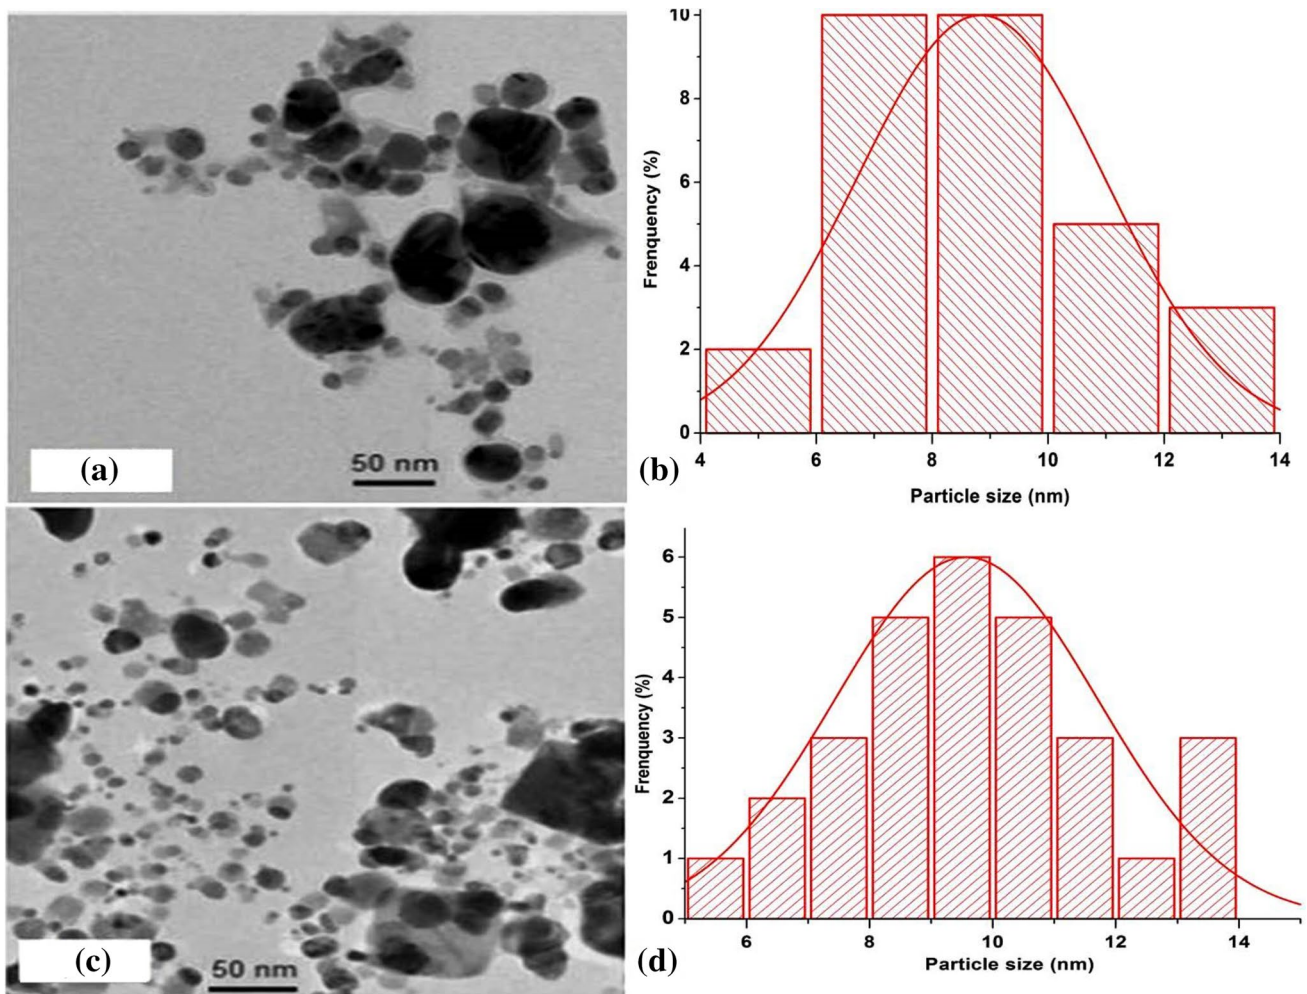 (a)
50 nm
10
8
6
4
2
0
Frenquency (%)
4 6 8 10 12 14
Particle size (nm)
(b)
(c)
50 nm
6
5
4
3
2
1
0
Frenquency (%)
6 8 10 12 14
Particle size (nm)
(d)